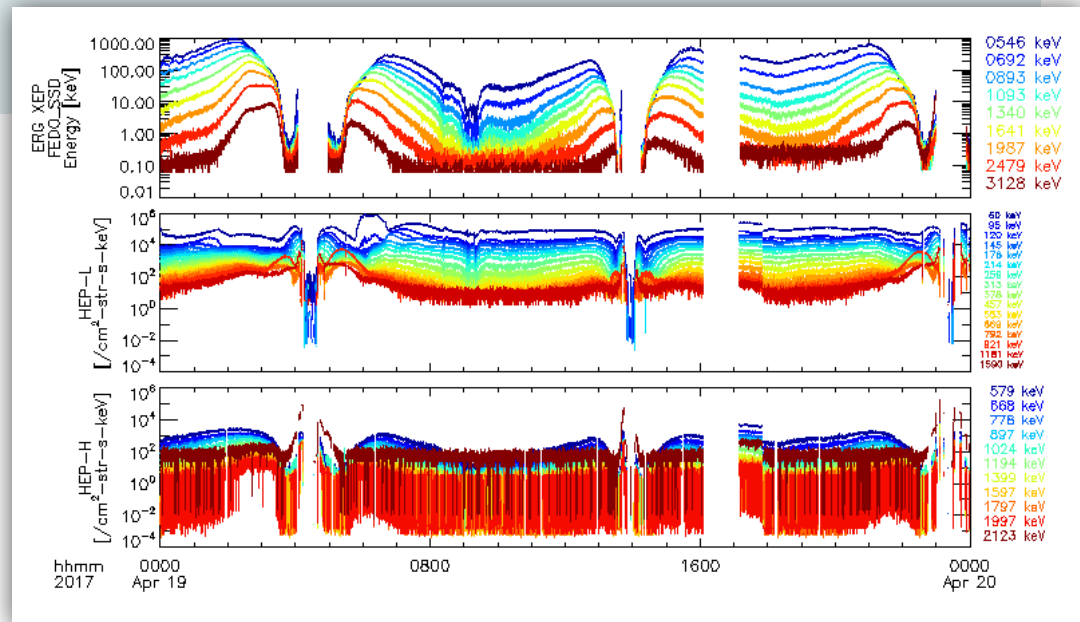 ERG XEP
FEDO_SSD
Energy [keV]
1000.00
100.00
10.00
1.00
0.10
0.01
0546 keV
0692 keV
0893 keV
1093 keV
1340 keV
1641 keV
1987 keV
2479 keV
3128 keV
HEP-L
[/cm²-str-s-keV]
10⁶
10⁴
10²
10⁰
10⁻²
10⁻⁴
60 keV
95 keV
120 keV
145 keV
176 keV
214 keV
258 keV
313 keV
378 keV
457 keV
553 keV
669 keV
792 keV
821 keV
1181 keV
1590 keV
HEP-H
[/cm²-str-s-keV]
10⁶
10⁴
10²
10⁰
10⁻²
10⁻⁴
579 keV
668 keV
776 keV
897 keV
1024 keV
1194 keV
1399 keV
1597 keV
1797 keV
1997 keV
2123 keV
hhmm
2017
0000
Apr 19
0800
1600
0000
Apr 20